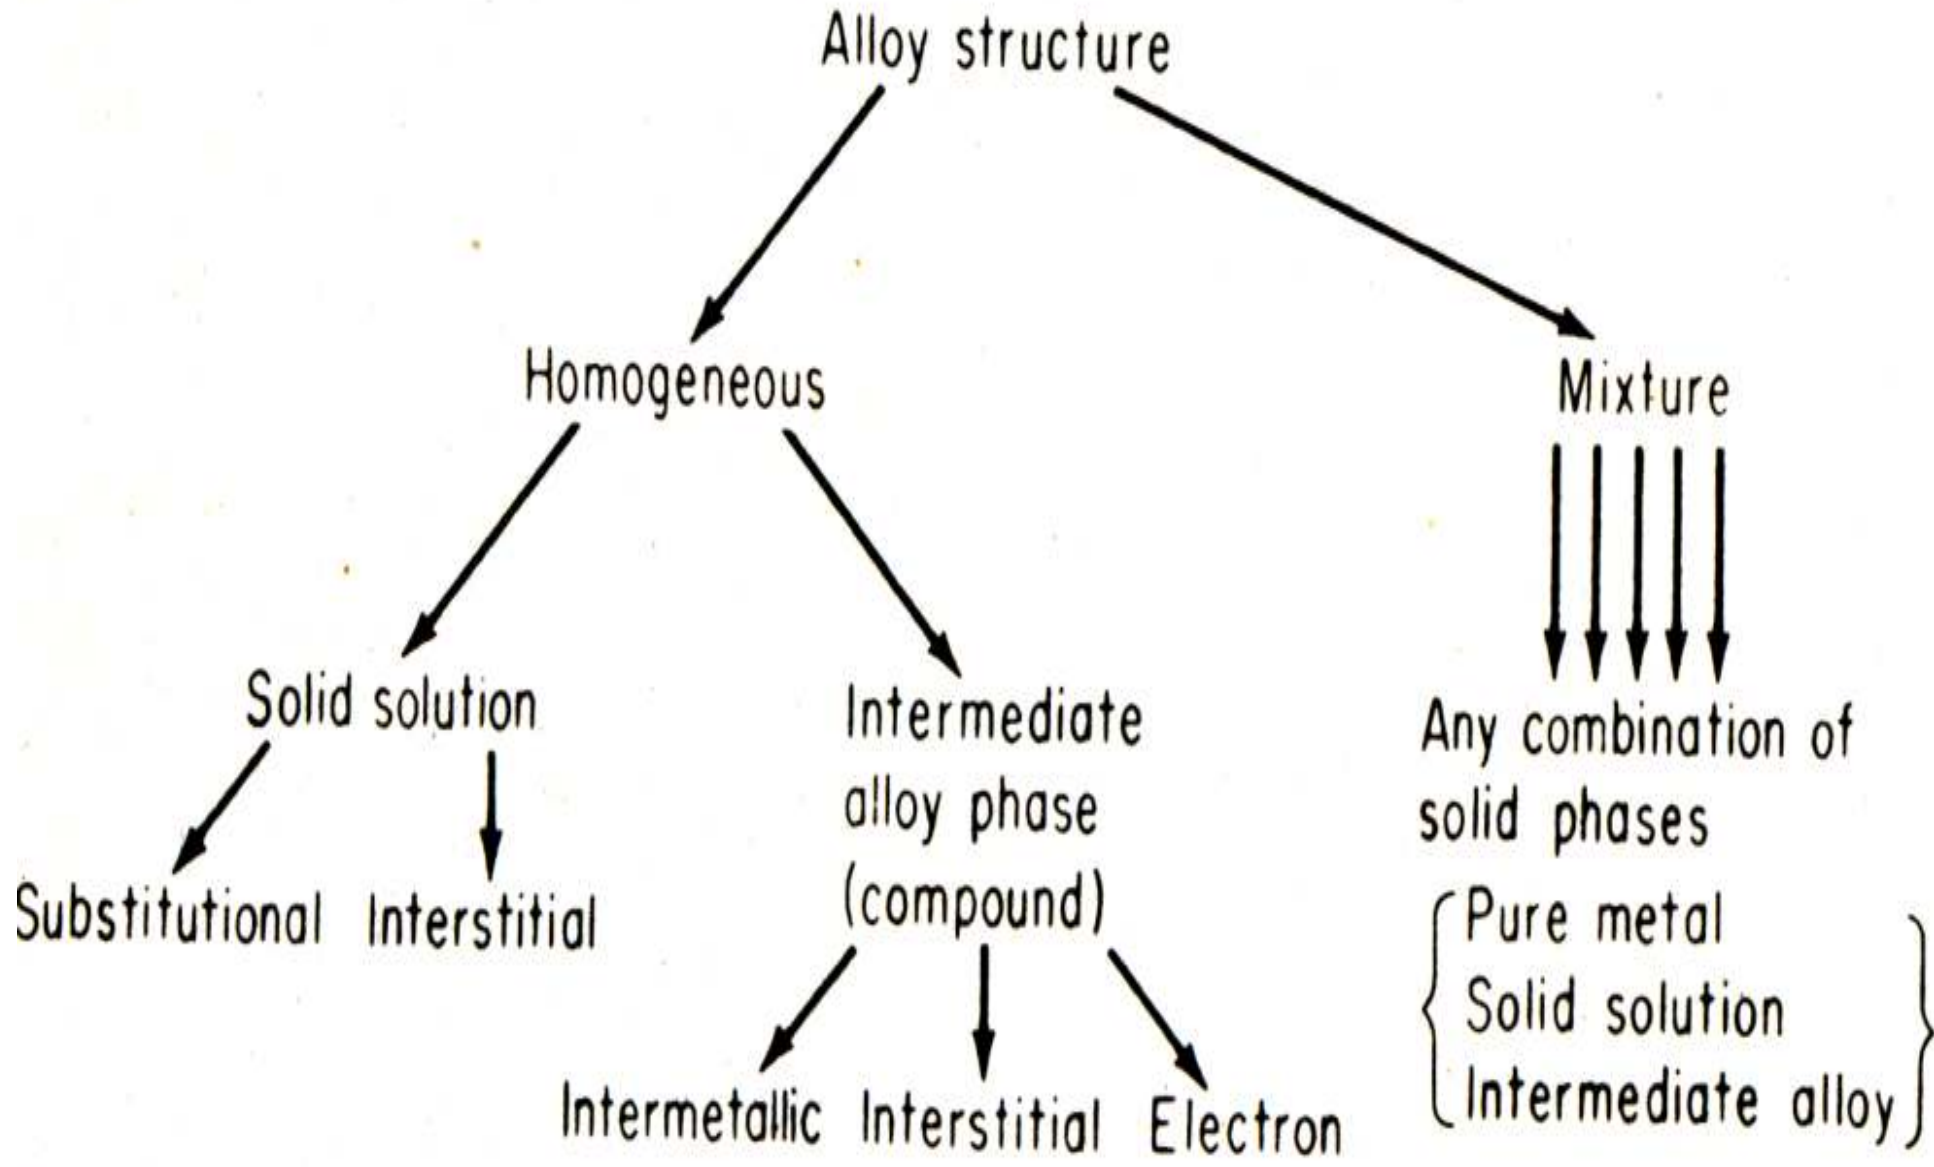 Alloy structure
Homogeneous
Mixture
Solid solution
Intermediate
alloy phase
(compound)
Any combination of
solid phases
Substitutional
Interstitial
Pure metal
Solid solution
Intermediate alloy
Intermetallic
Interstitial
Electron